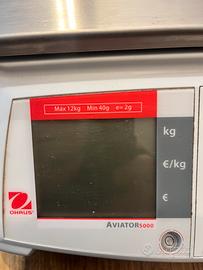 Max 12kg Min 40g e= 2g
kg
€/kg
€
OHAUS
AVIATOR5000